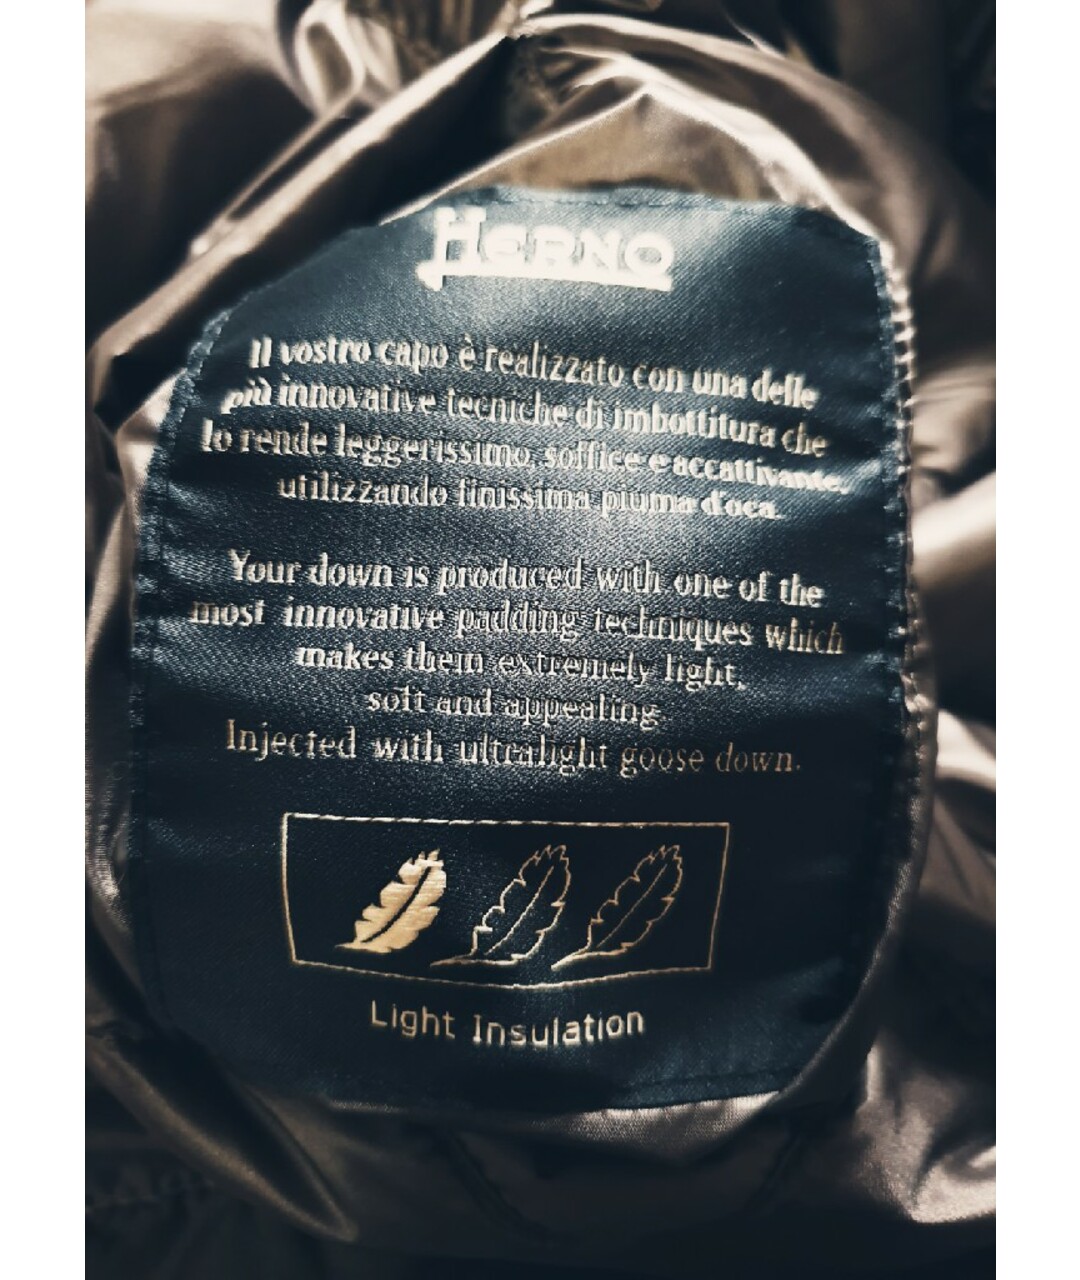 HERNO
Il vostro capo è realizzato con una delle
più innovative tecniche di imbottitura che
lo rende leggerissimo, soffice e accattivante,
utilizzando finissima piuma d'oca.
Your down is produced with one of the
most innovative padding techniques which
makes them extremely light,
soft and appealing.
Injected with ultralight goose down.
Light Insulation